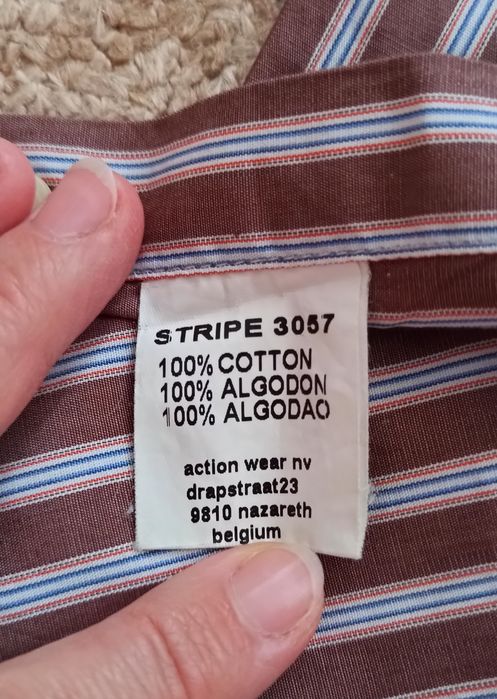 STRIPE 3057
100% COTTON
100% ALGODON
100% ALGODAO
action wear nv
drapstraat23
9810 nazareth
belgium